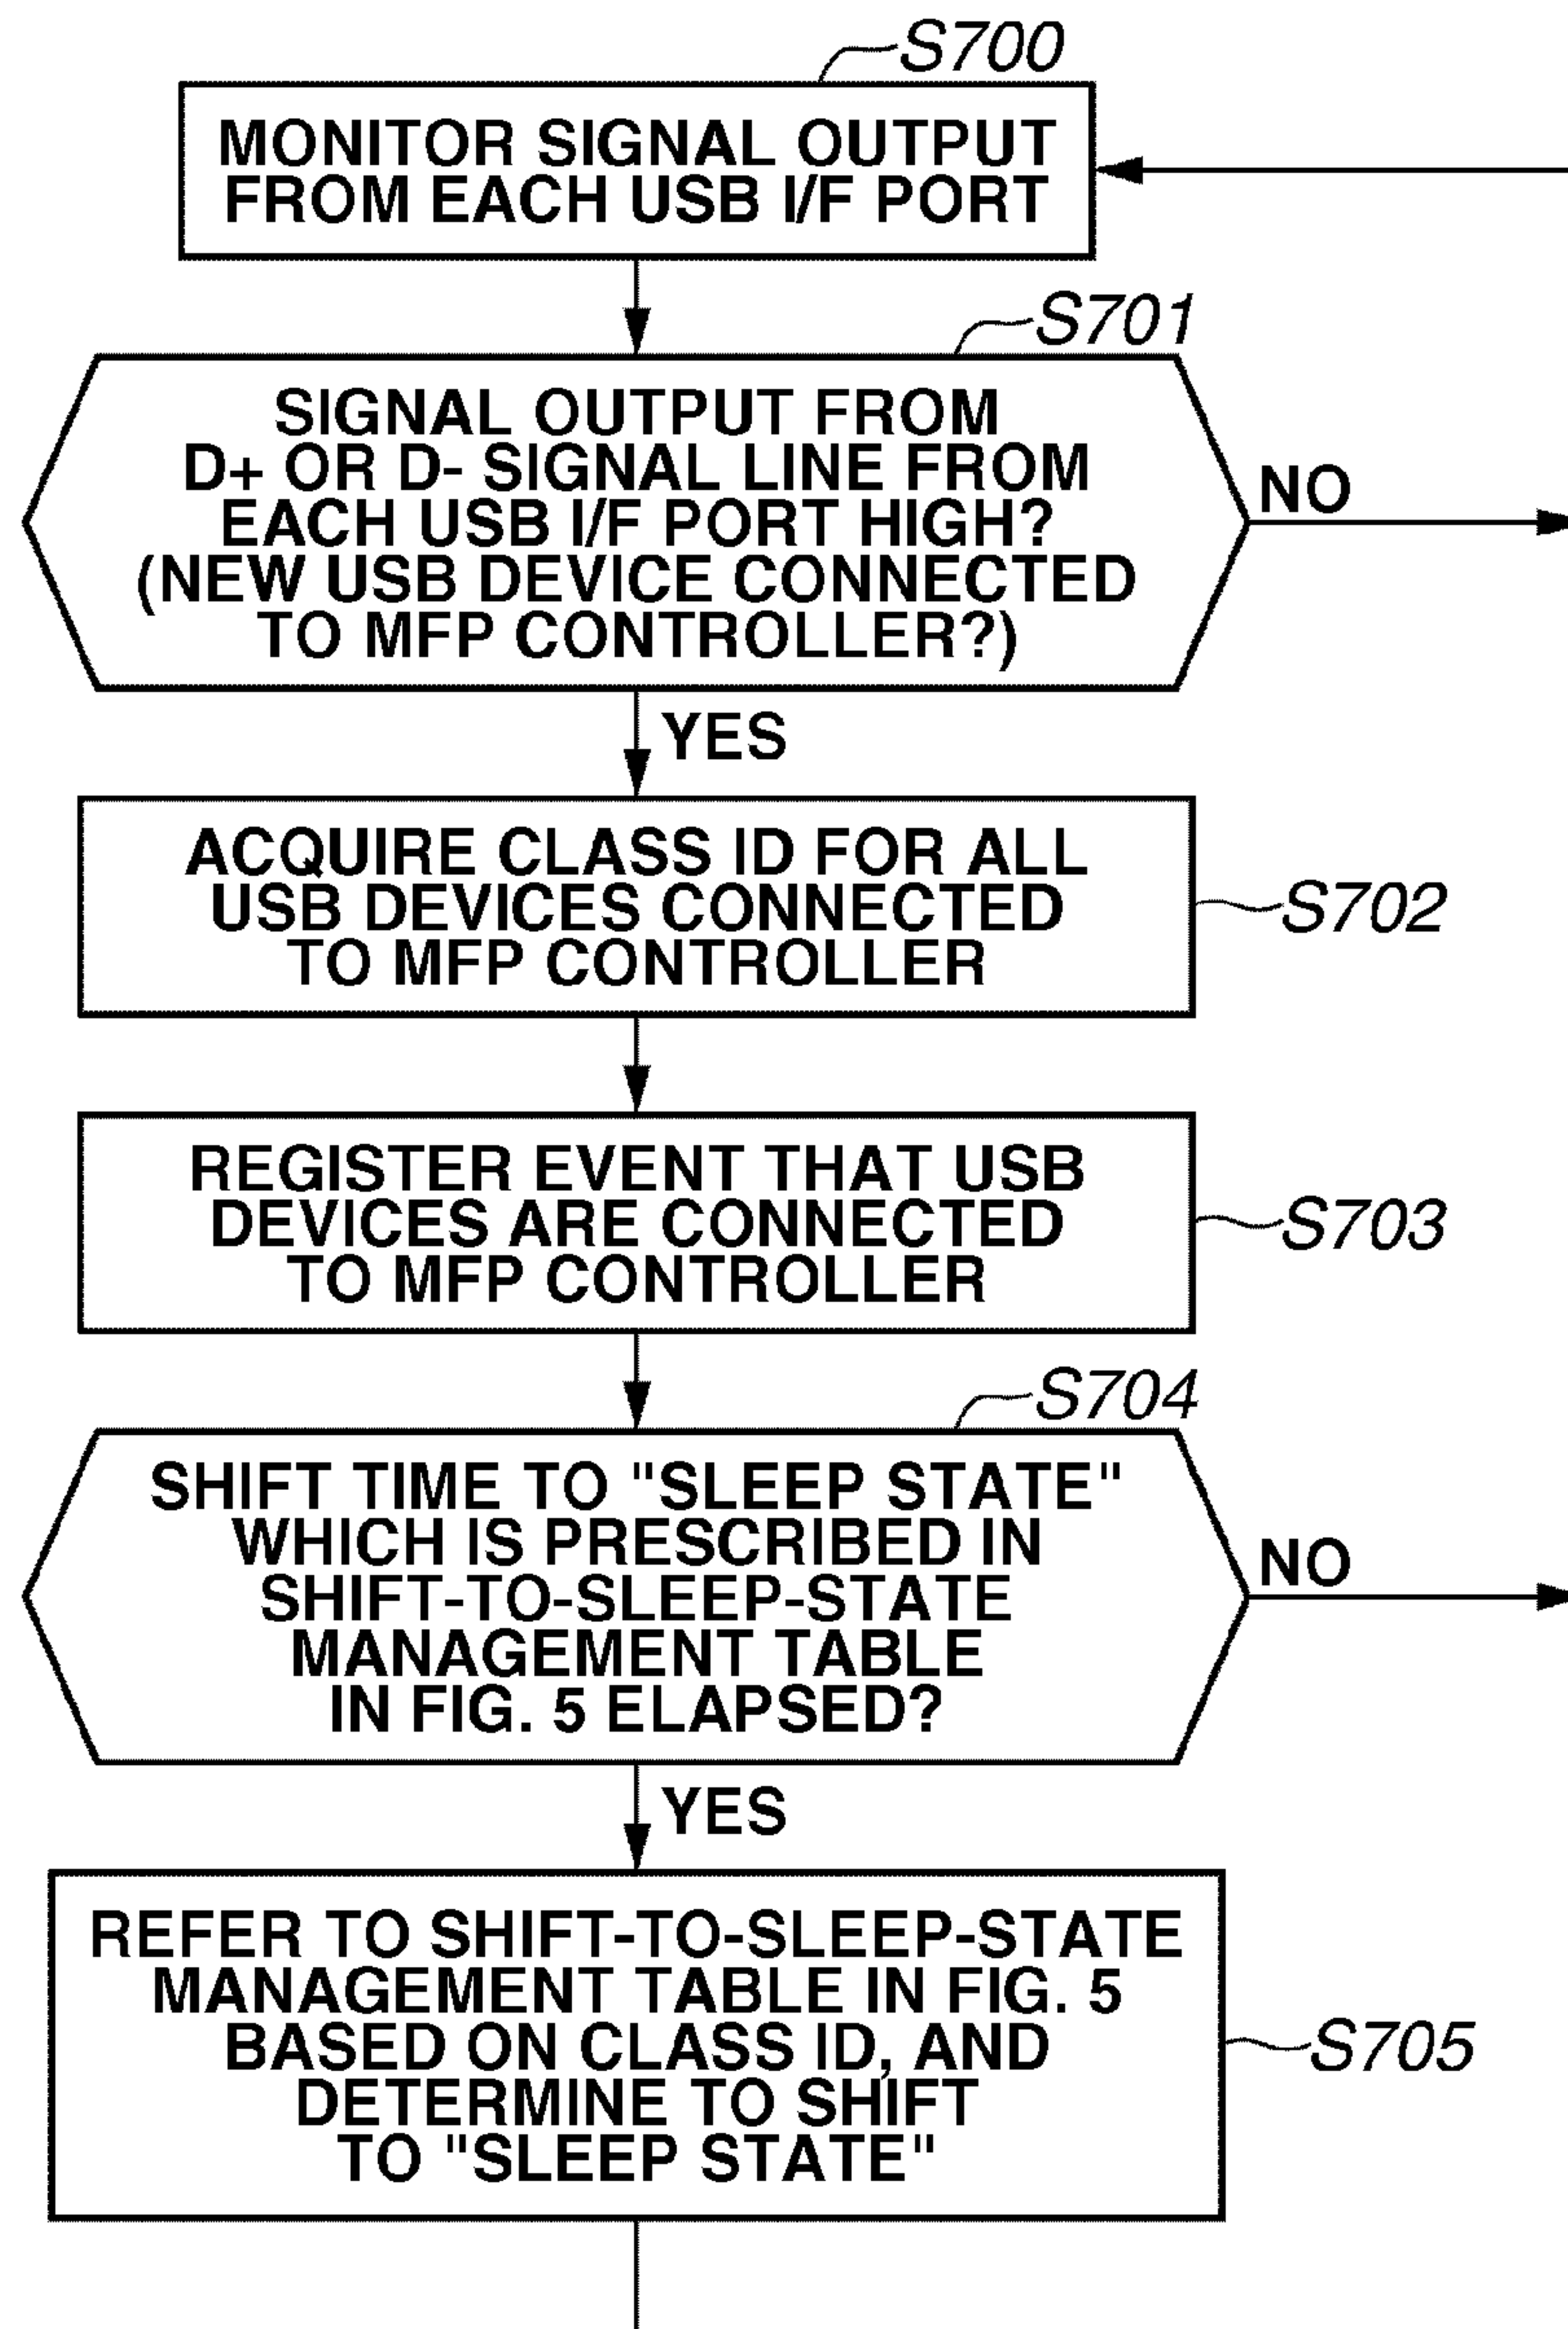 S700
MONITOR SIGNAL OUTPUT
FROM EACH USB I/F PORT
S701
SIGNAL OUTPUT FROM
D+ OR D- SIGNAL LINE FROM
EACH USB I/F PORT HIGH?
(NEW USB DEVICE CONNECTED
TO MFP CONTROLLER?)
NO
YES
ACQUIRE CLASS ID FOR ALL
USB DEVICES CONNECTED
TO MFP CONTROLLER
S702
REGISTER EVENT THAT USB
DEVICES ARE CONNECTED
TO MFP CONTROLLER
S703
S704
SHIFT TIME TO "SLEEP STATE"
WHICH IS PRESCRIBED IN
SHIFT-TO-SLEEP-STATE
MANAGEMENT TABLE
IN FIG. 5 ELAPSED?
NO
YES
REFER TO SHIFT-TO-SLEEP-STATE
MANAGEMENT TABLE IN FIG. 5
BASED ON CLASS ID, AND
DETERMINE TO SHIFT
TO "SLEEP STATE"
S705